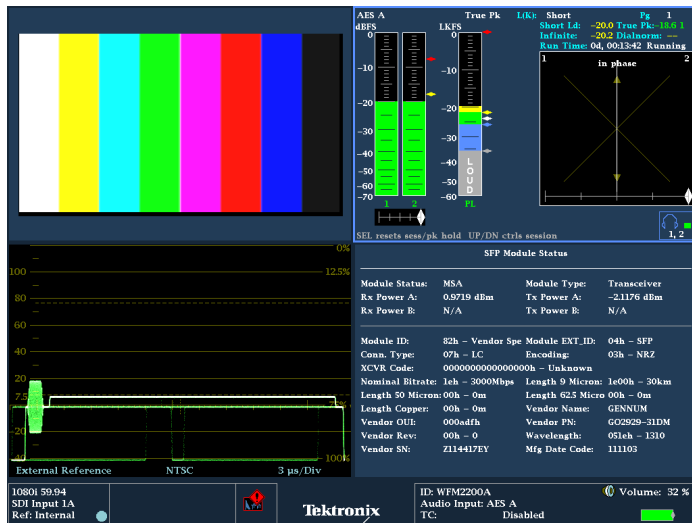 AES A True Pk L(K): Short Pg 1
dBFS LKFS Short Ld: -20.0 True Pk:-18.6 1
Infinite: -20.2 Dialnorm: --
Run Time: 0d, 00:13:42 Running
0 0
-10 -10
-20 -20
-30 -30
-40 -40
-50 -50
-60
-70 -60
1 2 PL
LOUD
1 in phase 2
SEL resets sess/pk hold UP/DN ctrls session
1, 2
0%
100 12.5%
80
60
40
20
7.5 75%
-20
-40 100%
External Reference NTSC 3 µs/Div
SFP Module Status
Module Status: MSA Module Type: Transceiver
Rx Power A: 0.9719 dBm Tx Power A: -2.1176 dBm
Rx Power B: N/A Tx Power B: N/A
Module ID: 82h - Vendor Spe Module EXT_ID: 04h - SFP
Conn. Type: 07h - LC Encoding: 03h - NRZ
XCVR Code: 0000000000000000h - Unknown
Nominal Bitrate: 1eh - 3000Mbps Length 9 Micron: 1e00h - 30km
Length 50 Micron: 00h - 0m Length 62.5 Micro 00h - 0m
Length Copper: 00h - 0m Vendor Name: GENNUM
Vendor OUI: 000adfh Vendor PN: GO2929-31DM
Vendor Rev: 00h - 0 Wavelength: 051eh - 1310
Vendor SN: Z114417EY Mfg Date Code: 111103
1080i 59.94
SDI Input 1A
Ref: Internal
Tektronix
ID: WFM2200A Volume: 32 %
Audio Input: AES A
TC: Disabled